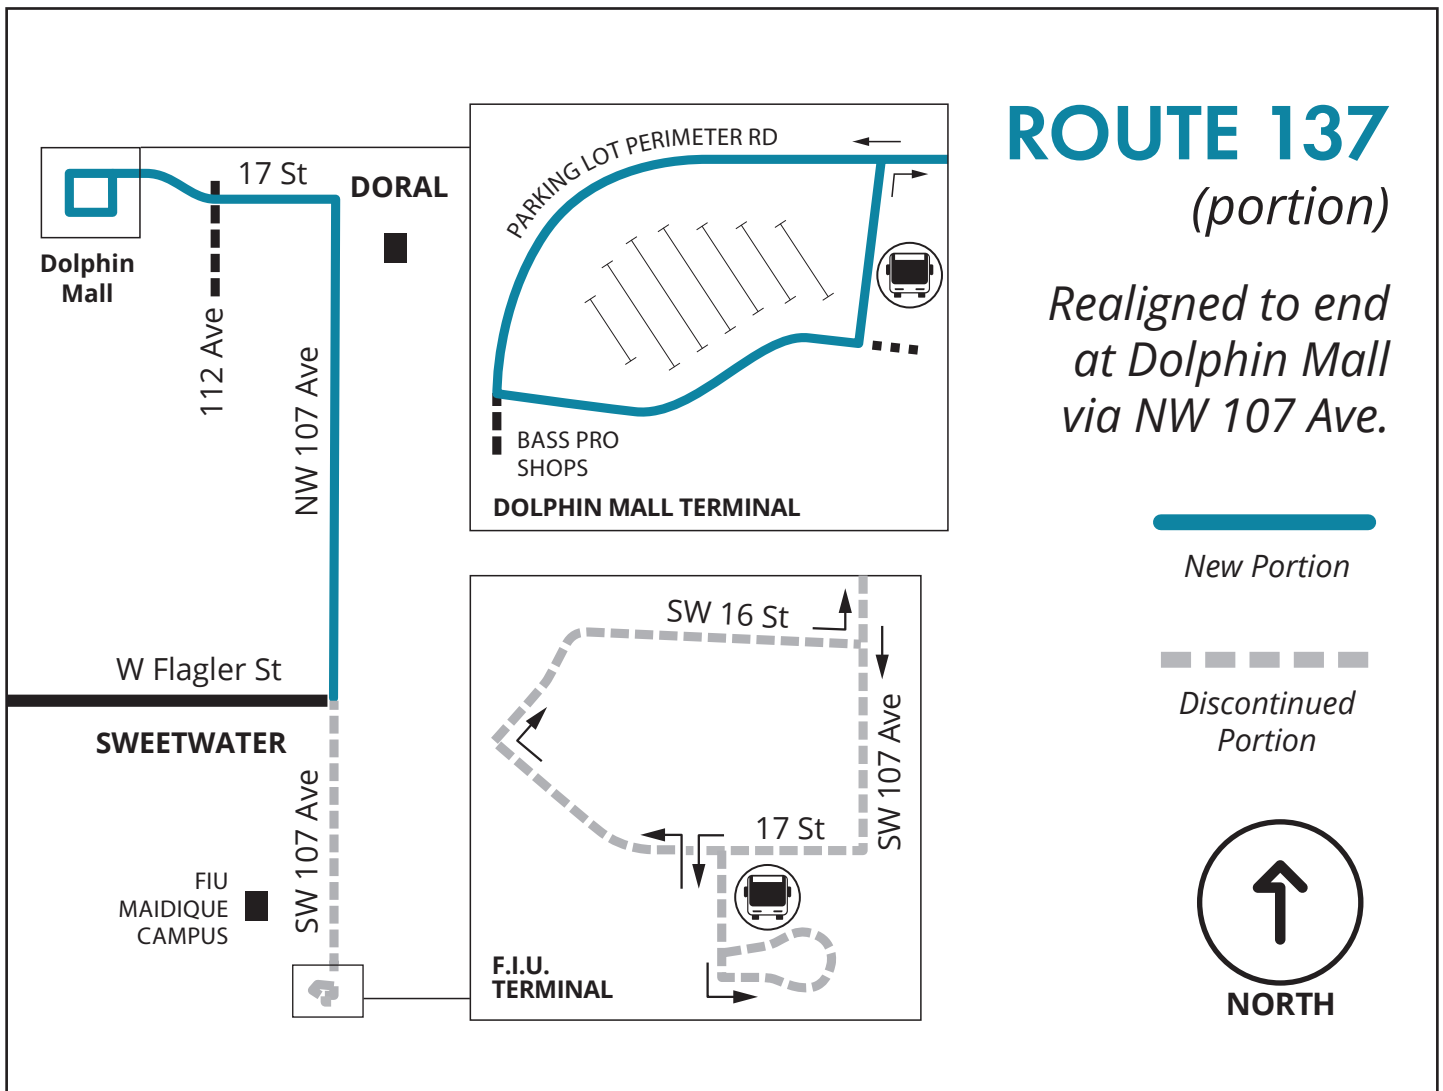 ROUTE 137
(portion)
Realigned to end
at Dolphin Mall
via NW 107 Ave.
New Portion
Discontinued
Portion
NORTH
17 St
DORAL
Dolphin
Mall
112 Ave
NW 107 Ave
W Flagler St
SWEETWATER
SW 107 Ave
FIU
MAIDIQUE
CAMPUS
PARKING LOT PERIMETER RD
BASS PRO
SHOPS
DOLPHIN MALL TERMINAL
SW 16 St
SW 107 Ave
17 St
F.I.U.
TERMINAL